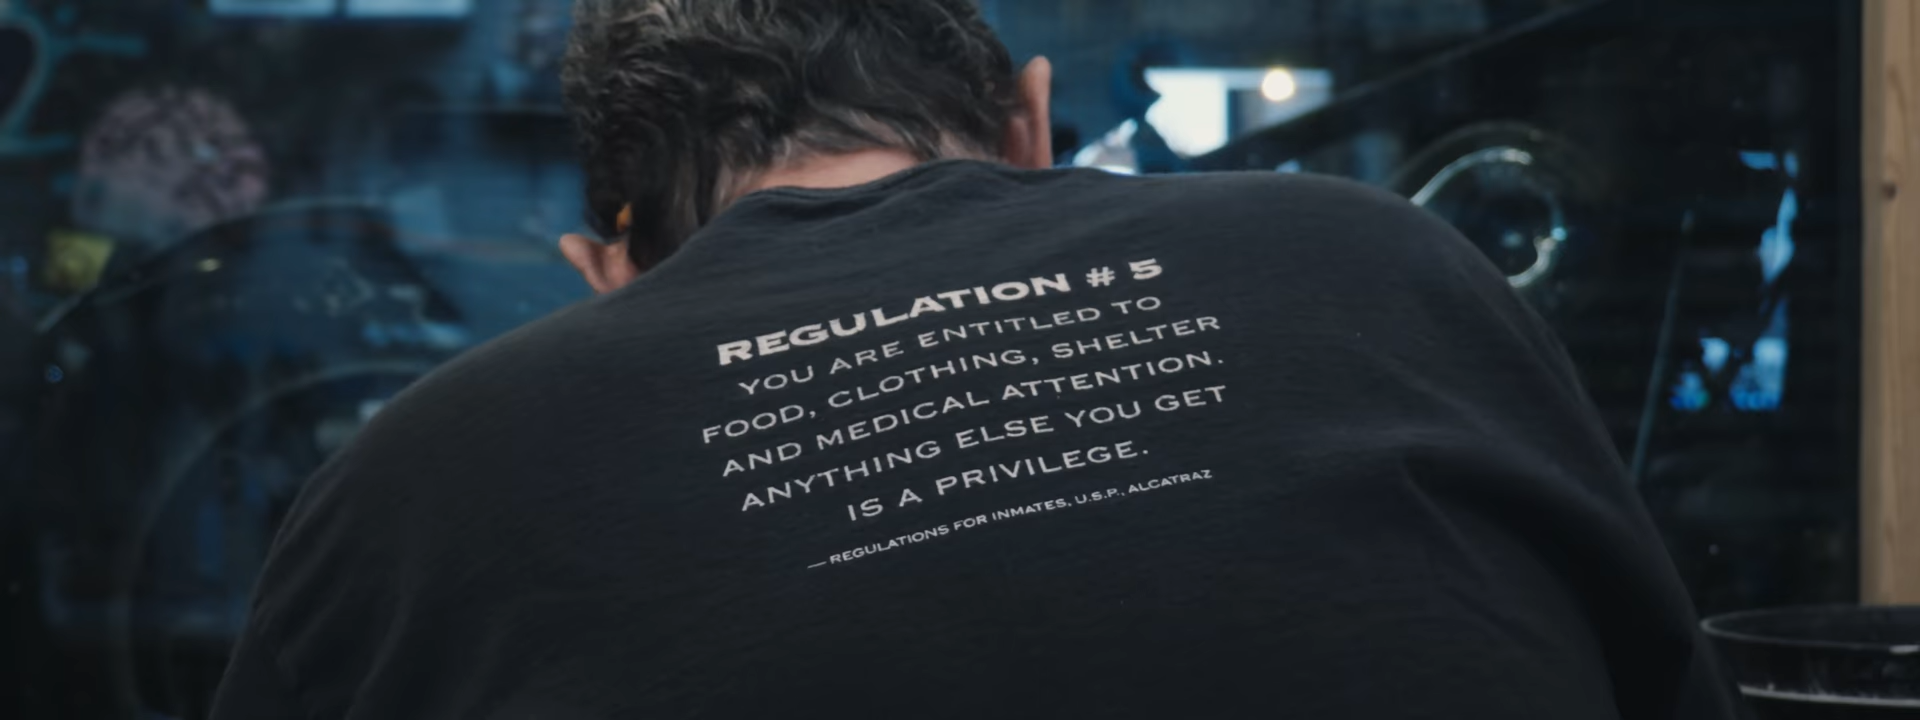 REGULATION # 5
YOU ARE ENTITLED TO
FOOD, CLOTHING, SHELTER
AND MEDICAL ATTENTION.
ANYTHING ELSE YOU GET
IS A PRIVILEGE.
— REGULATIONS FOR INMATES, U.S.P., ALCATRAZ